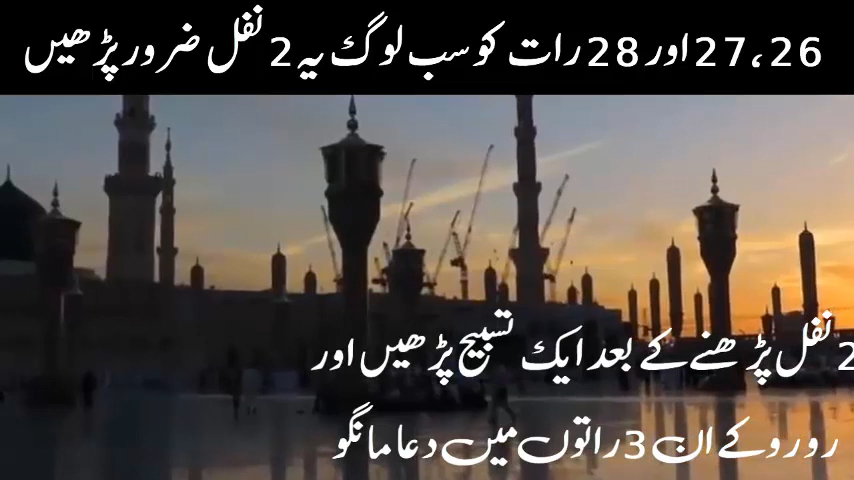 26،27 اور 28 رات کو سب لوگ یہ 2 نفل ضرور پڑھیں
2 نفل پڑھنے کے بعد ایک تسبیح پڑھیں اور
رو رو کے ان 3 راتوں میں دعا مانگو